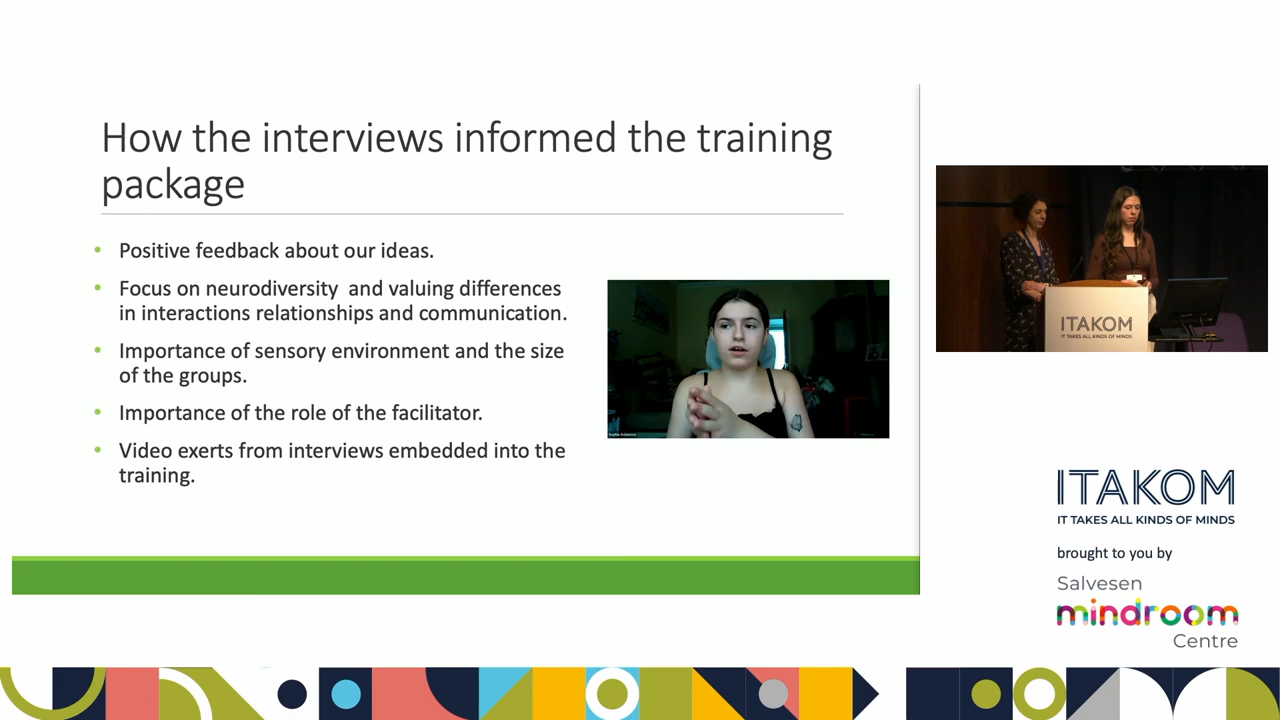 How the interviews informed the training
package
• Positive feedback about our ideas.
• Focus on neurodiversity and valuing differences
in interactions relationships and communication.
• Importance of sensory environment and the size
of the groups.
• Importance of the role of the facilitator.
• Video exerts from interviews embedded into the
training.
ITAKOM
IT TAKES ALL KINDS OF MINDS
ITAKOM
IT TAKES ALL KINDS OF MINDS
brought to you by
Salvesen
mindroom
Centre